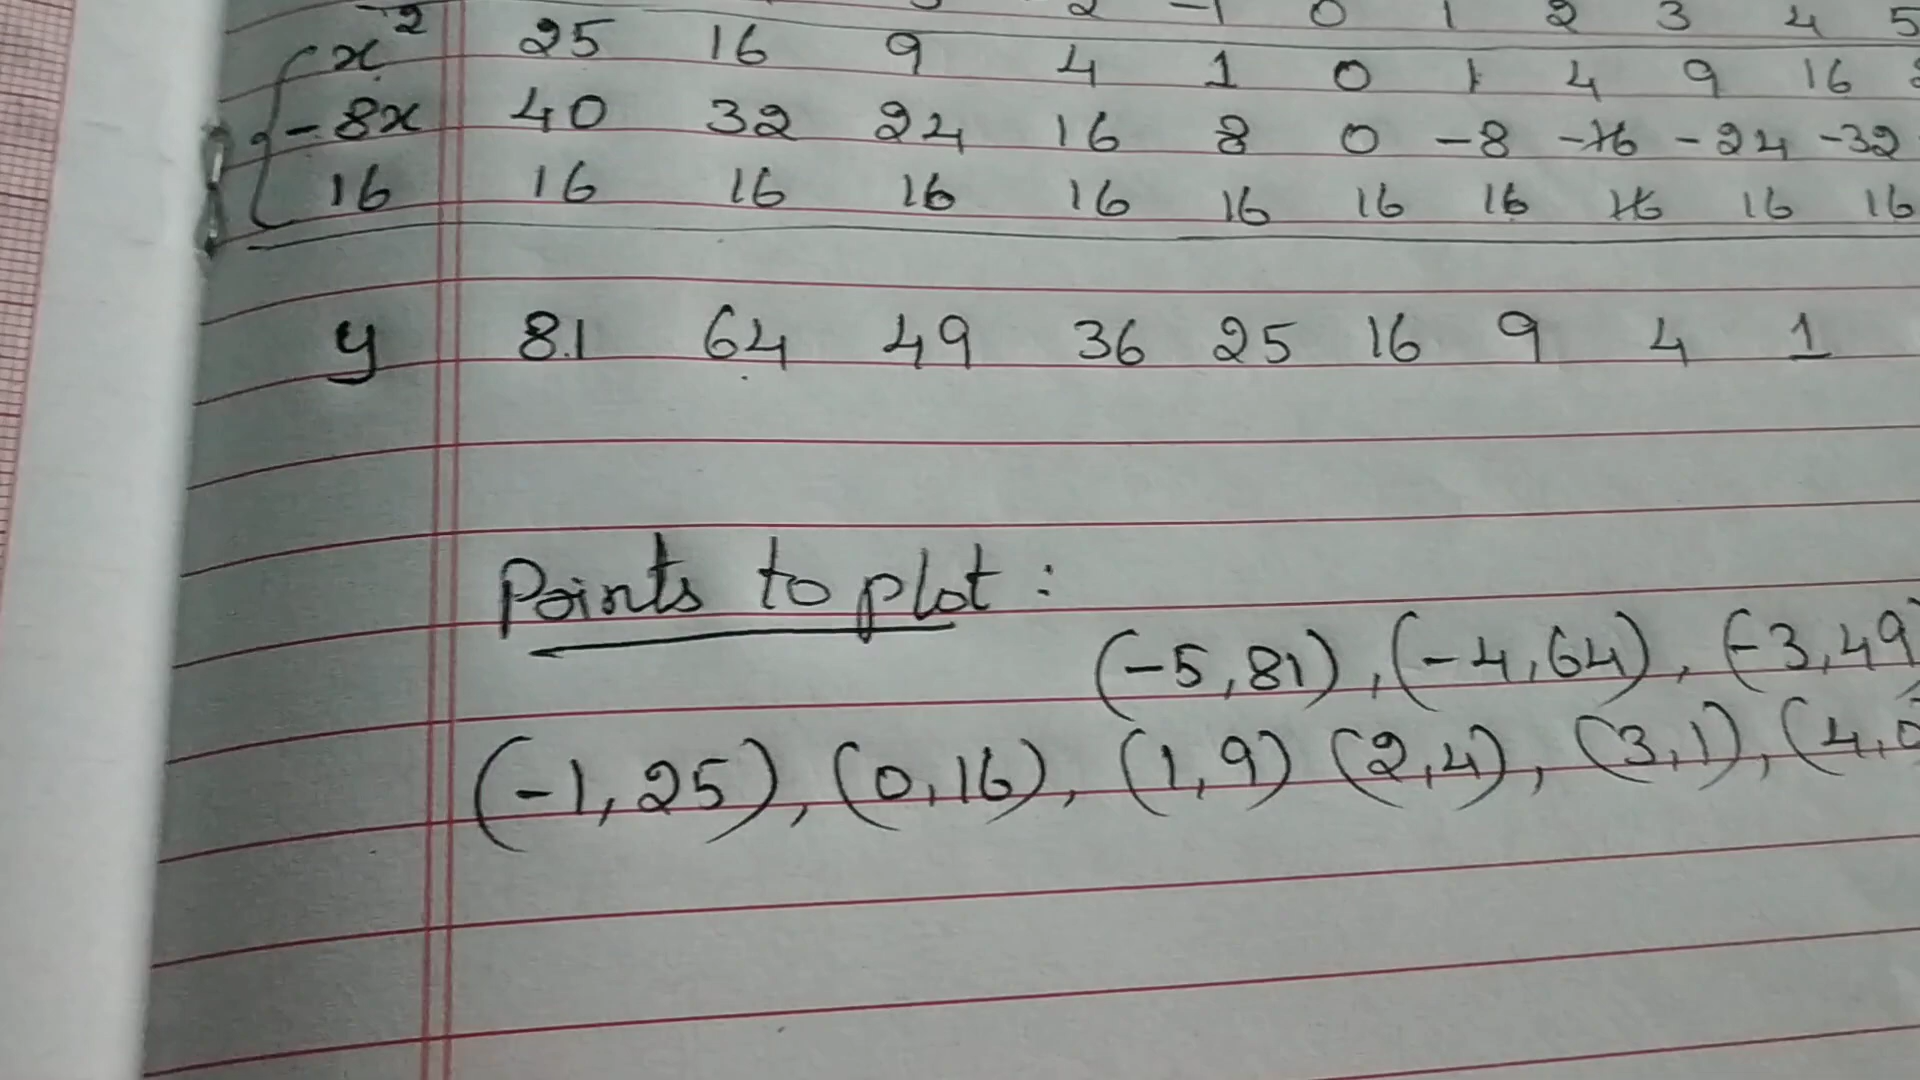 2 -1 0 1 2 3 4 5
x² 25 16 9 4 1 0 1 4 9 16
-8x 40 32 24 16 8 0 -8 -16 -24 -32
16 16 16 16 16 16 16 16 16 16 16
y 81 64 49 36 25 16 9 4 1
Points to plot :
(-5,81), (-4,64), (-3,49)
(-1,25), (0,16), (1,9) (2,4), (3,1), (4,0